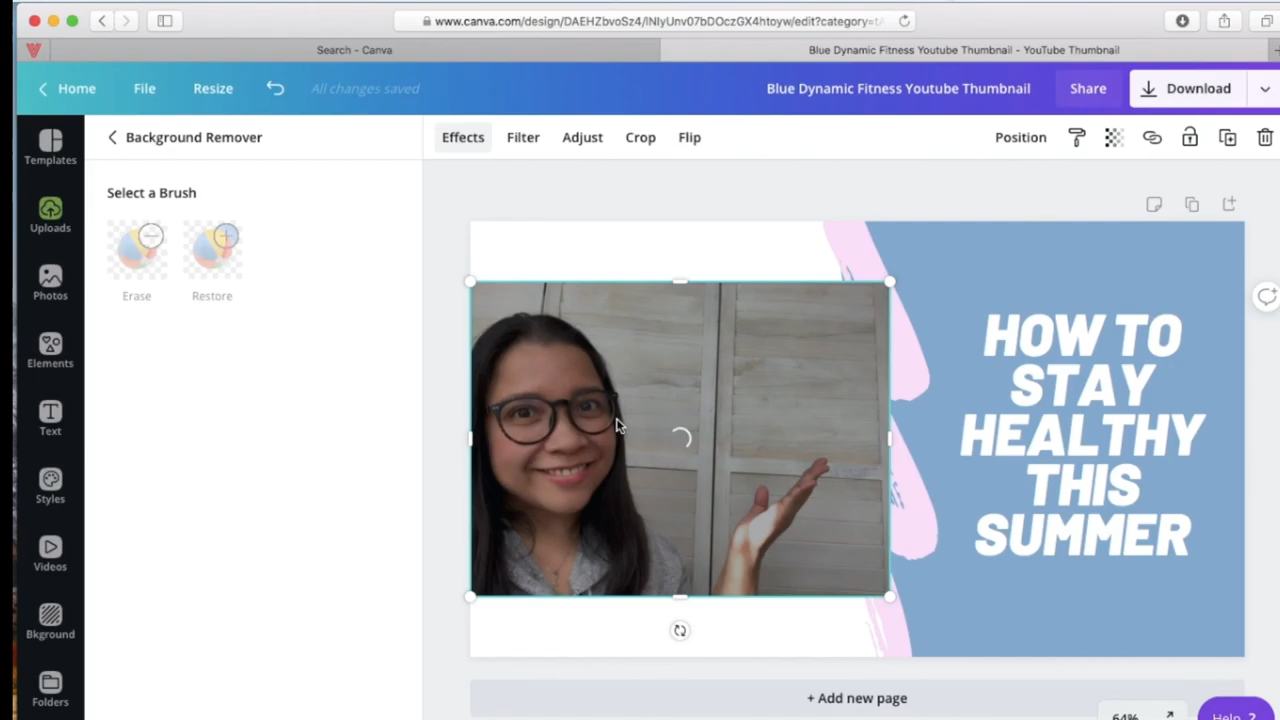 www.canva.com/design/DAEHZbvoSz4/lNlyUnv07bDOczGX4htoyw/edit?category=t
Search - Canva
Blue Dynamic Fitness Youtube Thumbnail - YouTube Thumbnail
Home File Resize All changes saved Blue Dynamic Fitness Youtube Thumbnail Share Download
Background Remover
Effects Filter Adjust Crop Flip Position
Templates
Uploads
Photos
Elements
Text
Styles
Videos
Bkground
Folders
Select a Brush
Erase Restore
HOW TO
STAY
HEALTHY
THIS
SUMMER
+ Add new page
64%
Help ?